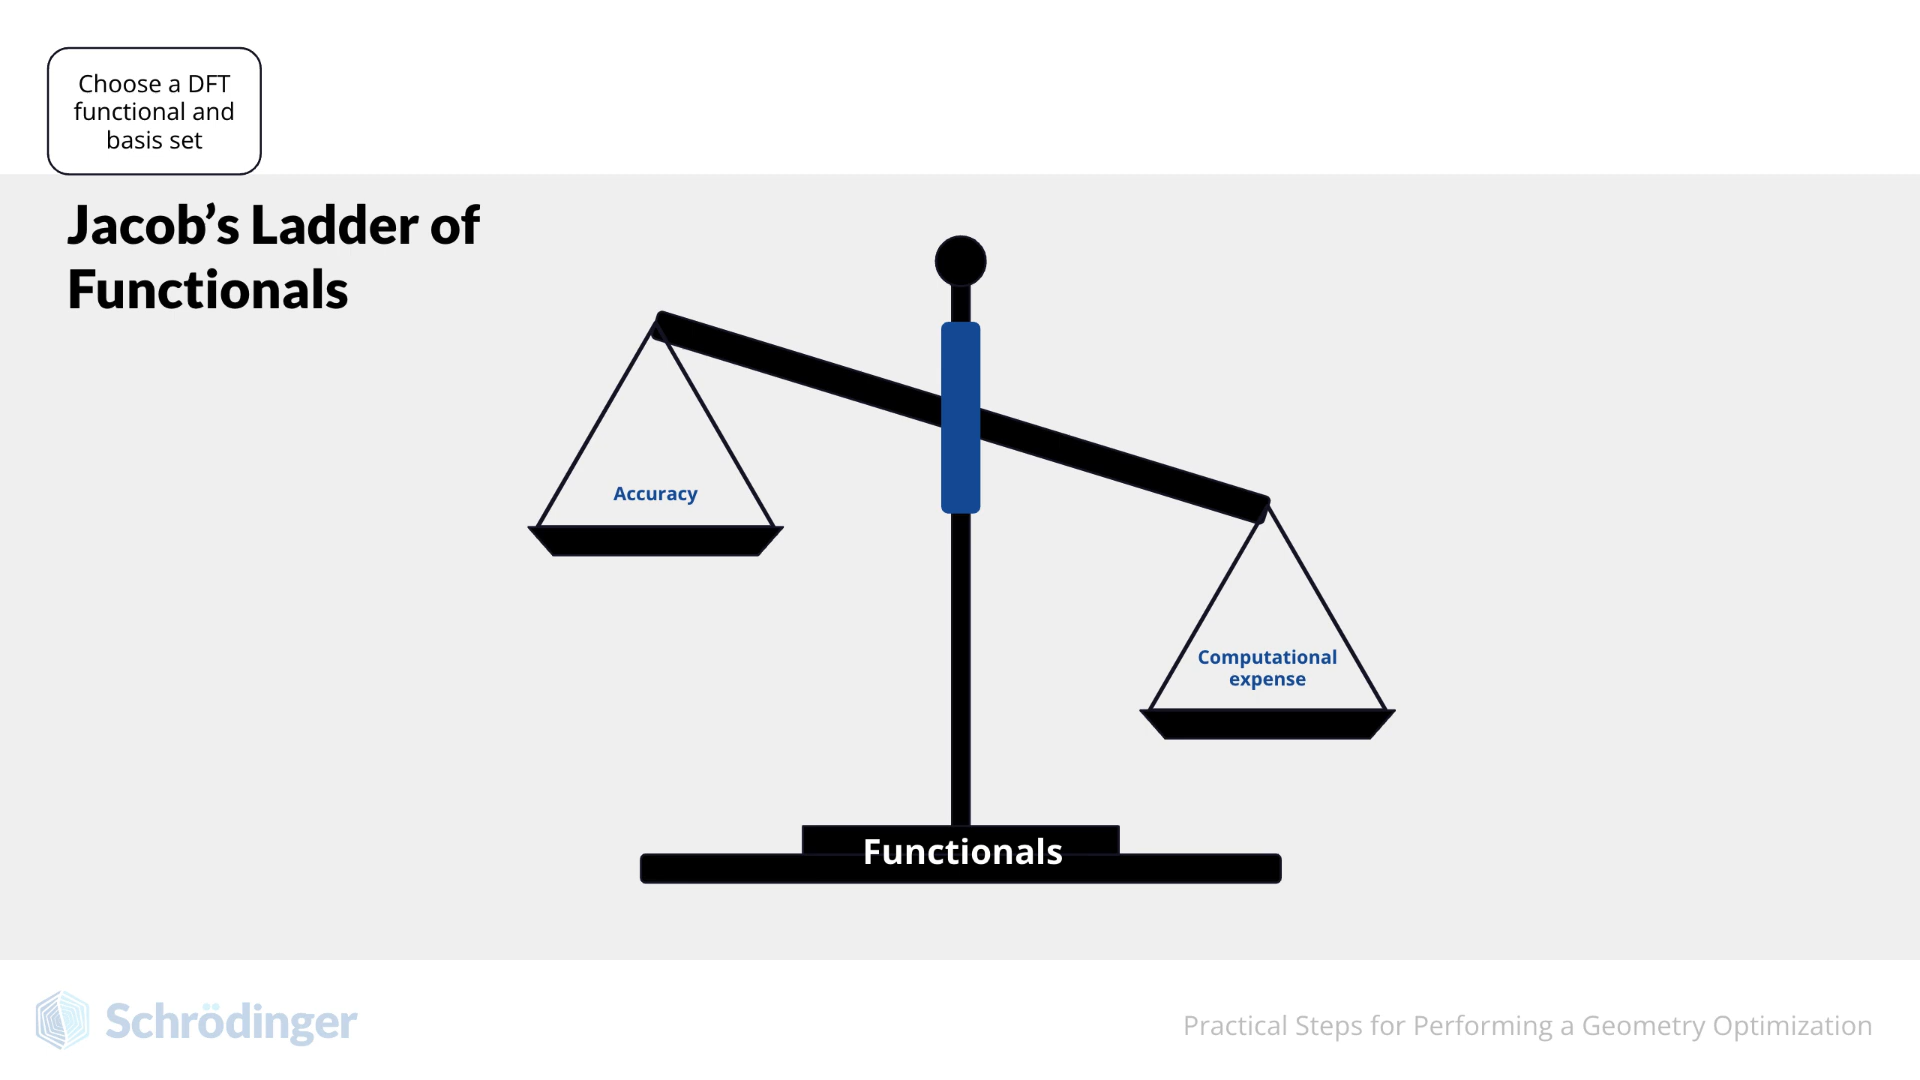 Choose a DFT
functional and
basis set
Jacob’s Ladder of
Functionals
Accuracy
Computational
expense
Functionals
Schrödinger
Practical Steps for Performing a Geometry Optimization